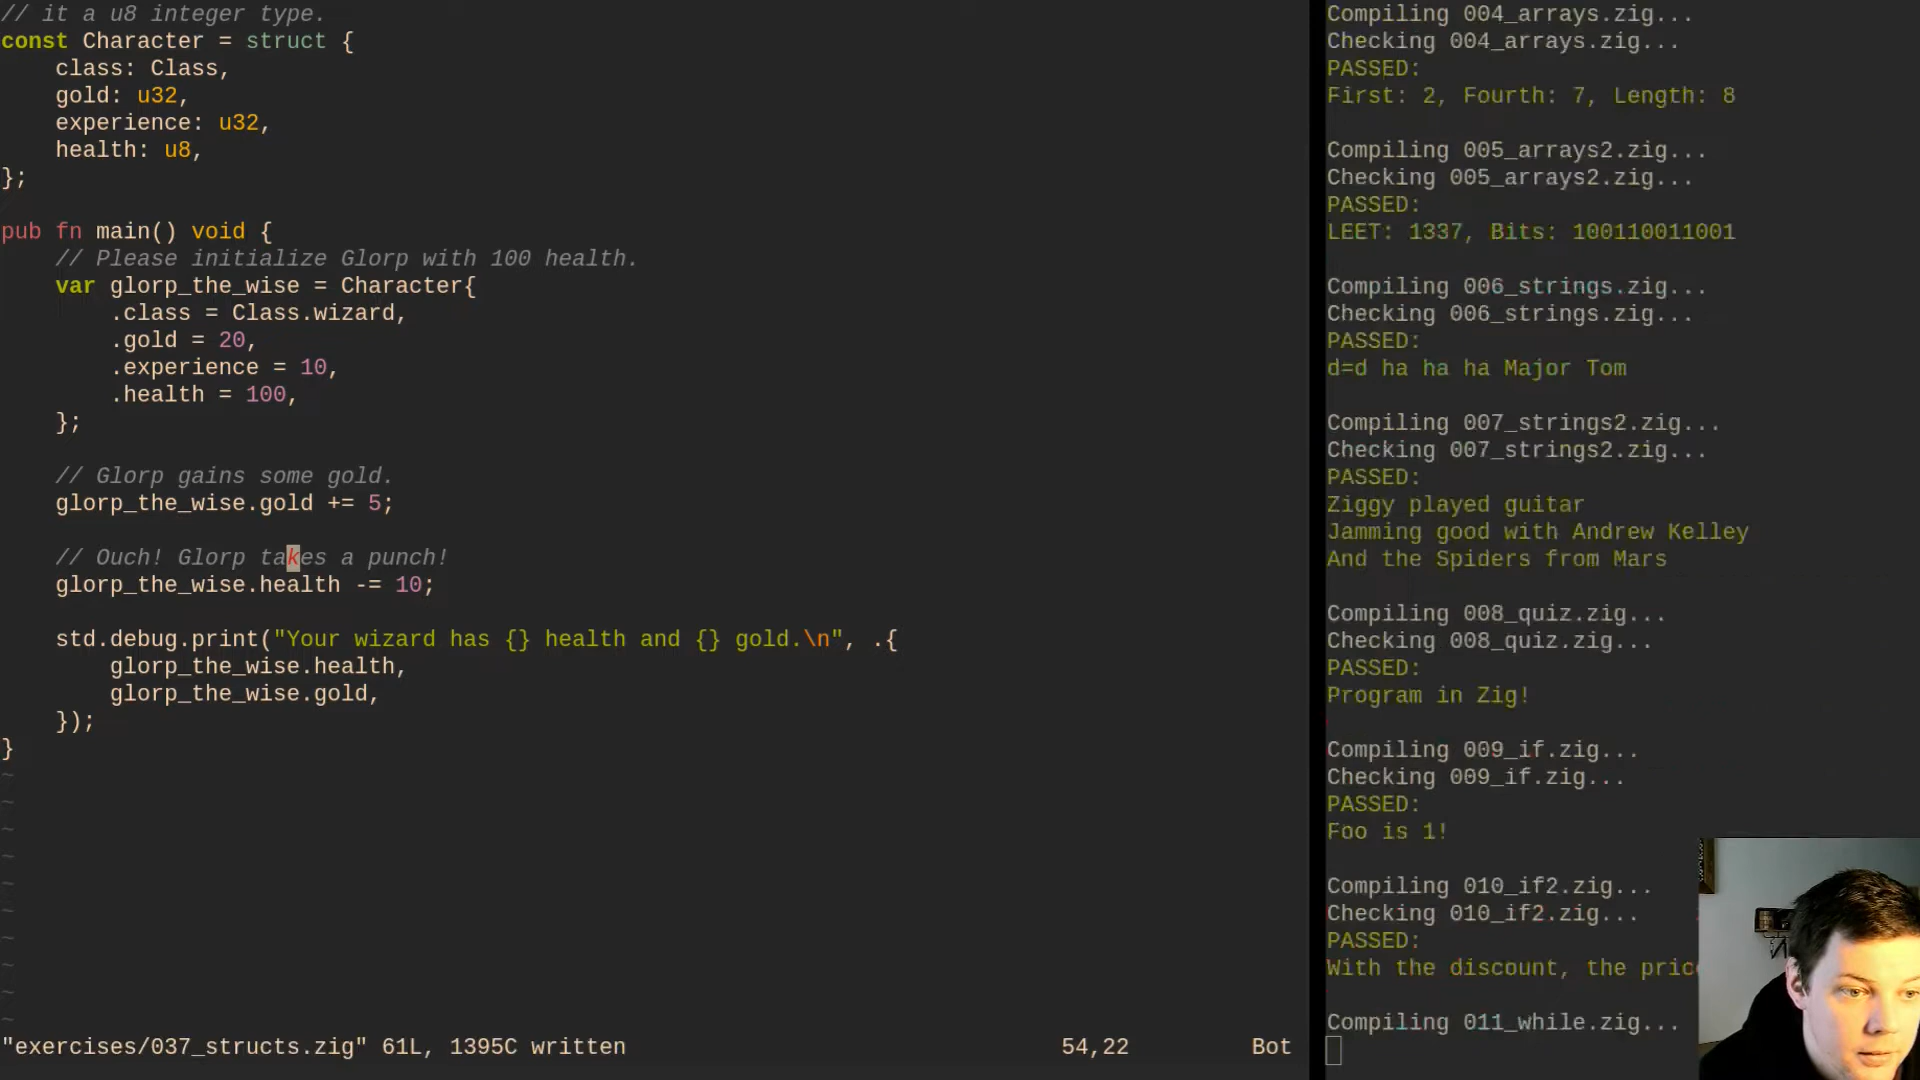 // it a u8 integer type.
const Character = struct {
    class: Class,
    gold: u32,
    experience: u32,
    health: u8,
};

pub fn main() void {
    // Please initialize Glorp with 100 health.
    var glorp_the_wise = Character{
        .class = Class.wizard,
        .gold = 20,
        .experience = 10,
        .health = 100,
    };

    // Glorp gains some gold.
    glorp_the_wise.gold += 5;

    // Ouch! Glorp takes a punch!
    glorp_the_wise.health -= 10;

    std.debug.print("Your wizard has {} health and {} gold.\n", .{
        glorp_the_wise.health,
        glorp_the_wise.gold,
    });
}
~
~
~
~
~
~
~
~
~
~
"exercises/037_structs.zig" 61L, 1395C written 54,22 Bot
Compiling 004_arrays.zig...
Checking 004_arrays.zig...
PASSED:
First: 2, Fourth: 7, Length: 8

Compiling 005_arrays2.zig...
Checking 005_arrays2.zig...
PASSED:
LEET: 1337, Bits: 100110011001

Compiling 006_strings.zig...
Checking 006_strings.zig...
PASSED:
d=d ha ha ha Major Tom

Compiling 007_strings2.zig...
Checking 007_strings2.zig...
PASSED:
Ziggy played guitar
Jamming good with Andrew Kelley
And the Spiders from Mars

Compiling 008_quiz.zig...
Checking 008_quiz.zig...
PASSED:
Program in Zig!

Compiling 009_if.zig...
Checking 009_if.zig...
PASSED:
Foo is 1!

Compiling 010_if2.zig...
Checking 010_if2.zig...
PASSED:
With the discount, the pric

Compiling 011_while.zig...